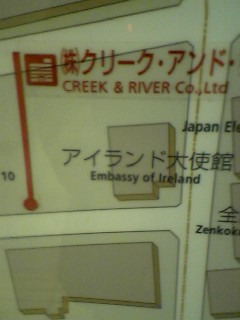 ㈱クリーク・アンド・
CREEK & RIVER Co.,Ltd
Japan Ele
アイランド大使館
Embassy of Ireland
10
全
Zenkok